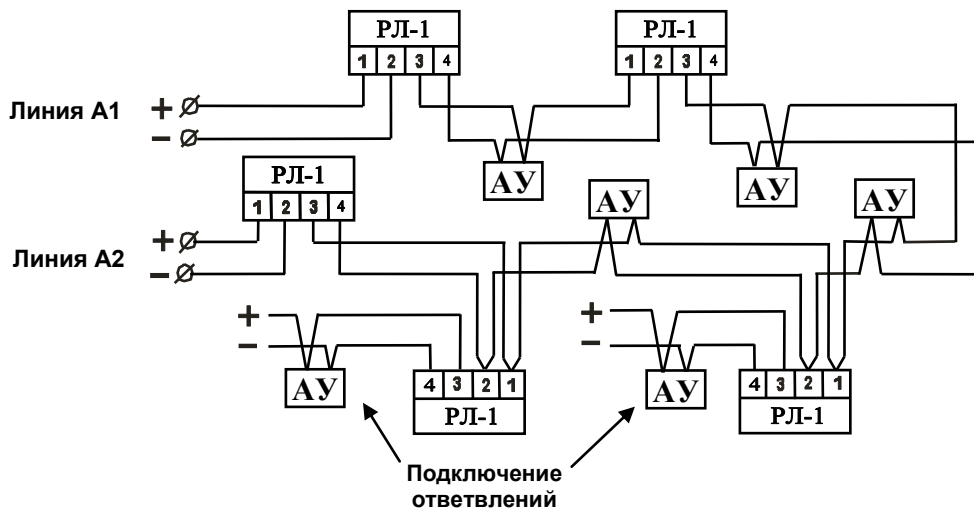 РЛ-1
1 2 3 4
РЛ-1
1 2 3 4
Линия А1
+
−
АУ
АУ
РЛ-1
1 2 3 4
АУ
АУ
Линия А2
+
−
+
−
АУ
4 3 2 1
РЛ-1
+
−
АУ
4 3 2 1
РЛ-1
Подключение
ответвлений